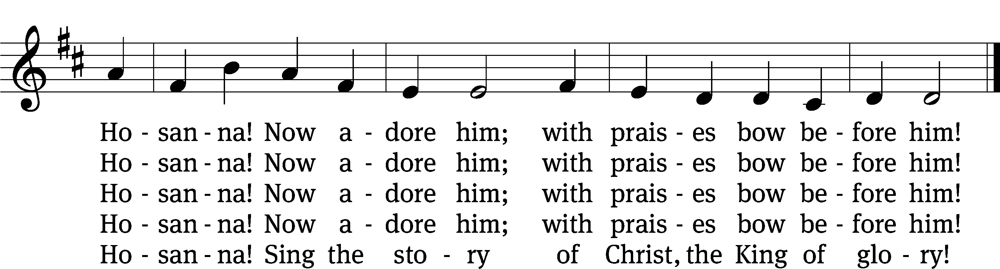 Ho - san - na! Now a - dore him; with prais - es bow be - fore him!
Ho - san - na! Now a - dore him; with prais - es bow be - fore him!
Ho - san - na! Now a - dore him; with prais - es bow be - fore him!
Ho - san - na! Now a - dore him; with prais - es bow be - fore him!
Ho - san - na! Sing the sto - ry of Christ, the King of glo - ry!